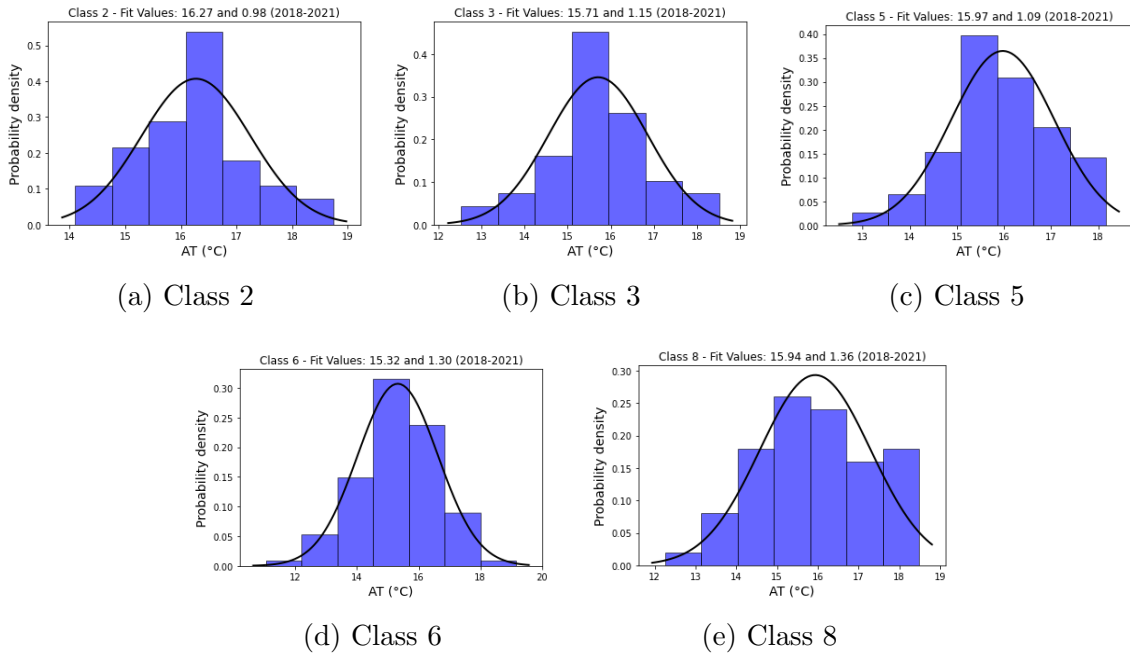 Class 2 - Fit Values: 16.27 and 0.98 (2018-2021)
Probability density
0.5
0.4
0.3
0.2
0.1
0.0
14 15 16 17 18 19
AT (°C)
(a) Class 2
Class 3 - Fit Values: 15.71 and 1.15 (2018-2021)
Probability density
0.4
0.3
0.2
0.1
0.0
12 13 14 15 16 17 18 19
AT (°C)
(b) Class 3
Class 5 - Fit Values: 15.97 and 1.09 (2018-2021)
Probability density
0.40
0.35
0.30
0.25
0.20
0.15
0.10
0.05
0.00
13 14 15 16 17 18
AT (°C)
(c) Class 5
Class 6 - Fit Values: 15.32 and 1.30 (2018-2021)
Probability density
0.30
0.25
0.20
0.15
0.10
0.05
0.00
12 14 16 18 20
AT (°C)
(d) Class 6
Class 8 - Fit Values: 15.94 and 1.36 (2018-2021)
Probability density
0.30
0.25
0.20
0.15
0.10
0.05
0.00
12 13 14 15 16 17 18 19
AT (°C)
(e) Class 8